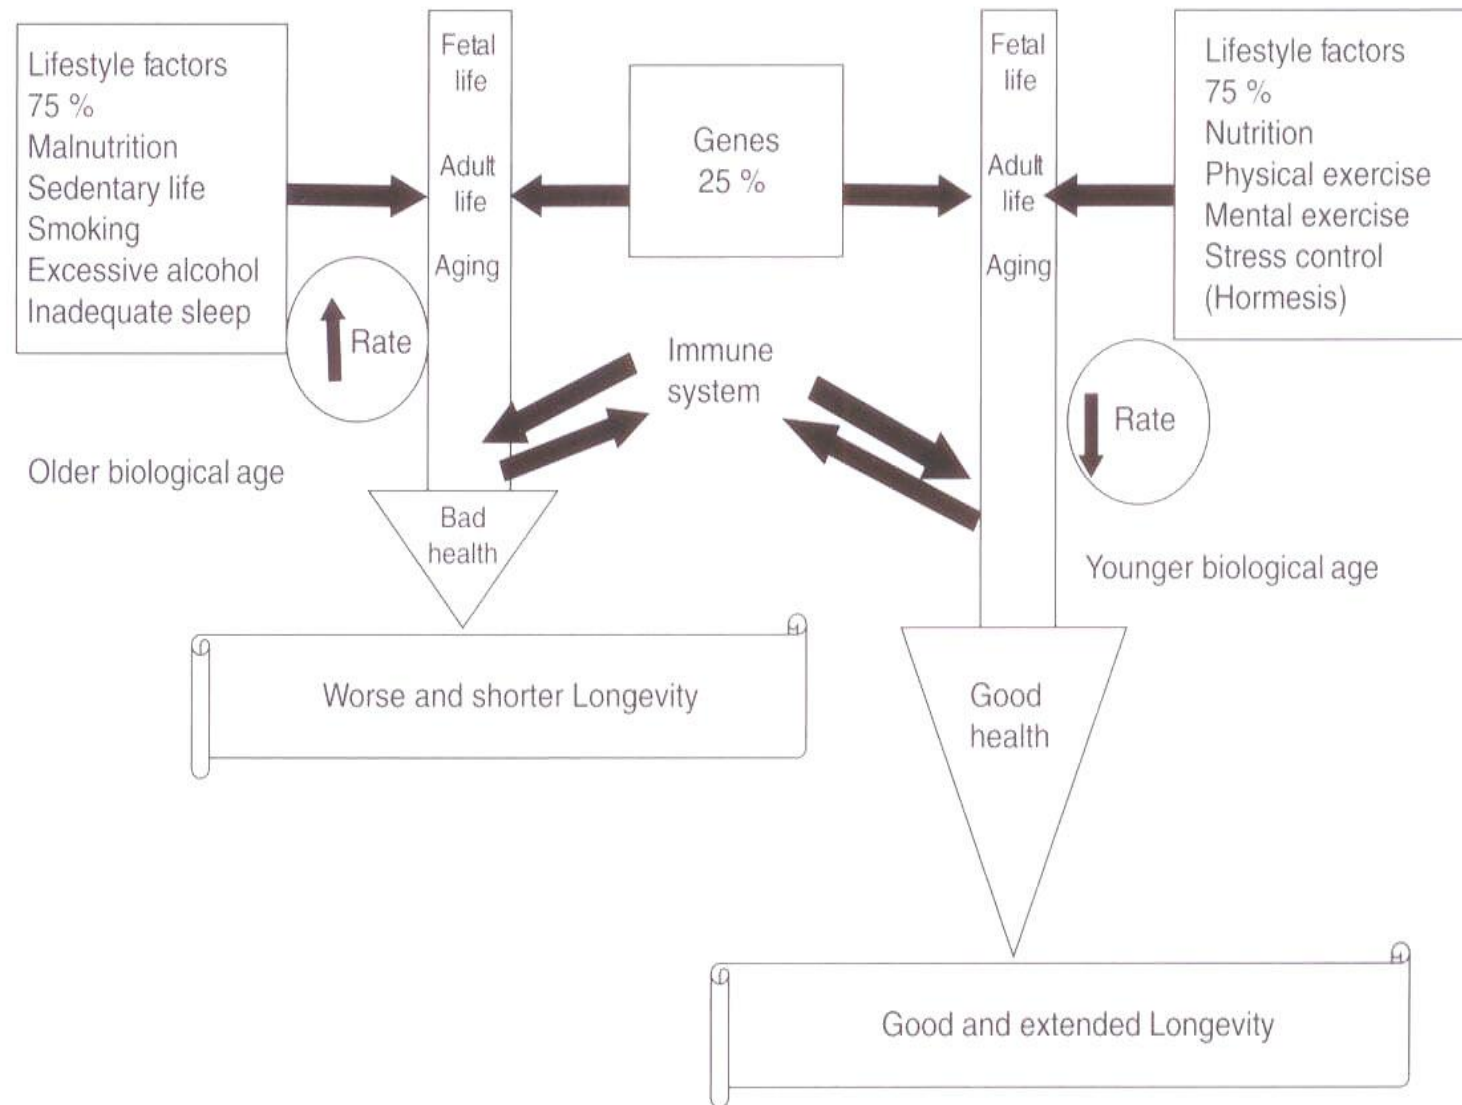 Lifestyle factors
75 %
Malnutrition
Sedentary life
Smoking
Excessive alcohol
Inadequate sleep
Rate
Older biological age
Fetal
life
Adult
life
Aging
Bad
health
Worse and shorter Longevity
Genes
25 %
Immune
system
Fetal
life
Adult
life
Aging
Good
health
Lifestyle factors
75 %
Nutrition
Physical exercise
Mental exercise
Stress control
(Hormesis)
Rate
Younger biological age
Good and extended Longevity